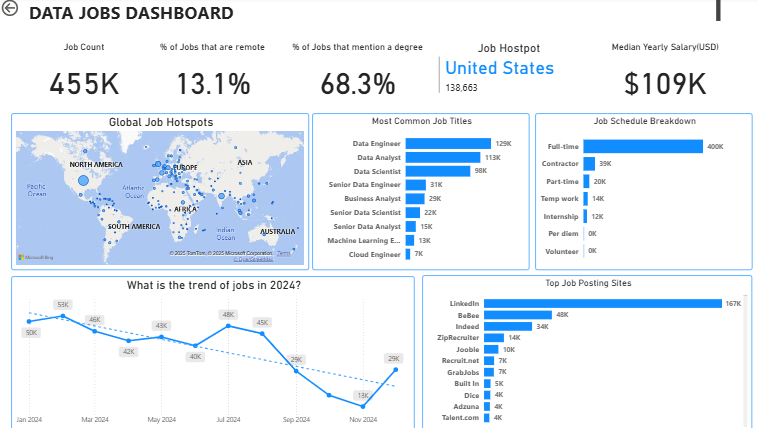 DATA JOBS DASHBOARD
Job Count
% of Jobs that are remote
% of Jobs that mention a degree
Job Hostpot
Median Yearly Salary(USD)
455K
13.1%
68.3%
United States
138,663
$109K
Global Job Hotspots
NORTH AMERICA
EUROPE
ASIA
Pacific
Ocean
Atlantic
Ocean
AFRICA
SOUTH AMERICA
Indian
Ocean
AUSTRALIA
Microsoft Bing
© 2025 TomTom, © 2025 Microsoft Corporation Terms
© OpenStreetMap
Most Common Job Titles
Data Engineer 129K
Data Analyst 113K
Data Scientist 98K
Senior Data Engineer 31K
Business Analyst 29K
Senior Data Scientist 22K
Senior Data Analyst 15K
Machine Learning E... 13K
Cloud Engineer 7K
Job Schedule Breakdown
Full-time 400K
Contractor 39K
Part-time 20K
Temp work 14K
Internship 12K
Per diem 0K
Volunteer 0K
What is the trend of jobs in 2024?
50K
53K
46K
42K
43K
40K
48K
45K
29K
13K
29K
Jan 2024
Mar 2024
May 2024
Jul 2024
Sep 2024
Nov 2024
Top Job Posting Sites
LinkedIn 167K
BeBee 48K
Indeed 34K
ZipRecruiter 14K
Jooble 10K
Recruit.net 7K
GrabJobs 7K
Built In 5K
Dice 4K
Adzuna 4K
Talent.com 4K